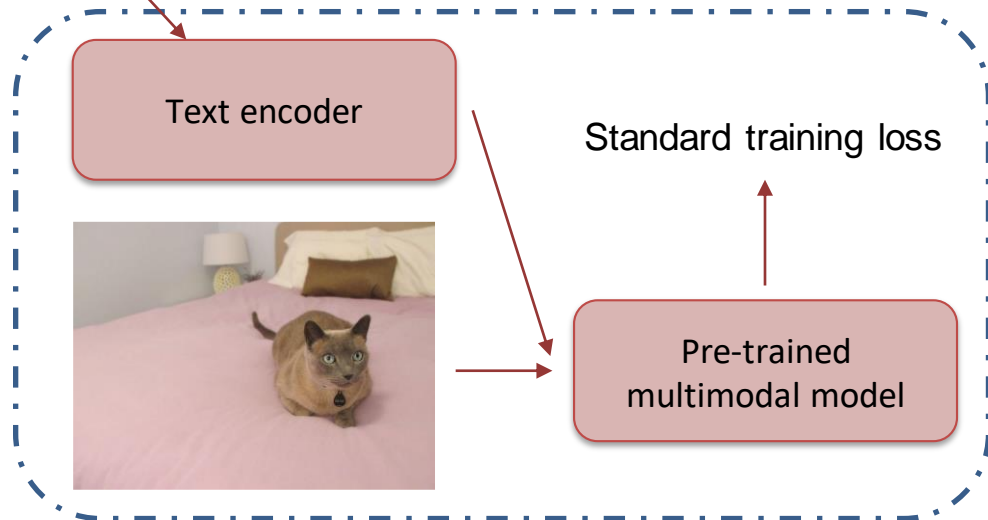 Text encoder
Standard training loss
Pre-trained
multimodal model